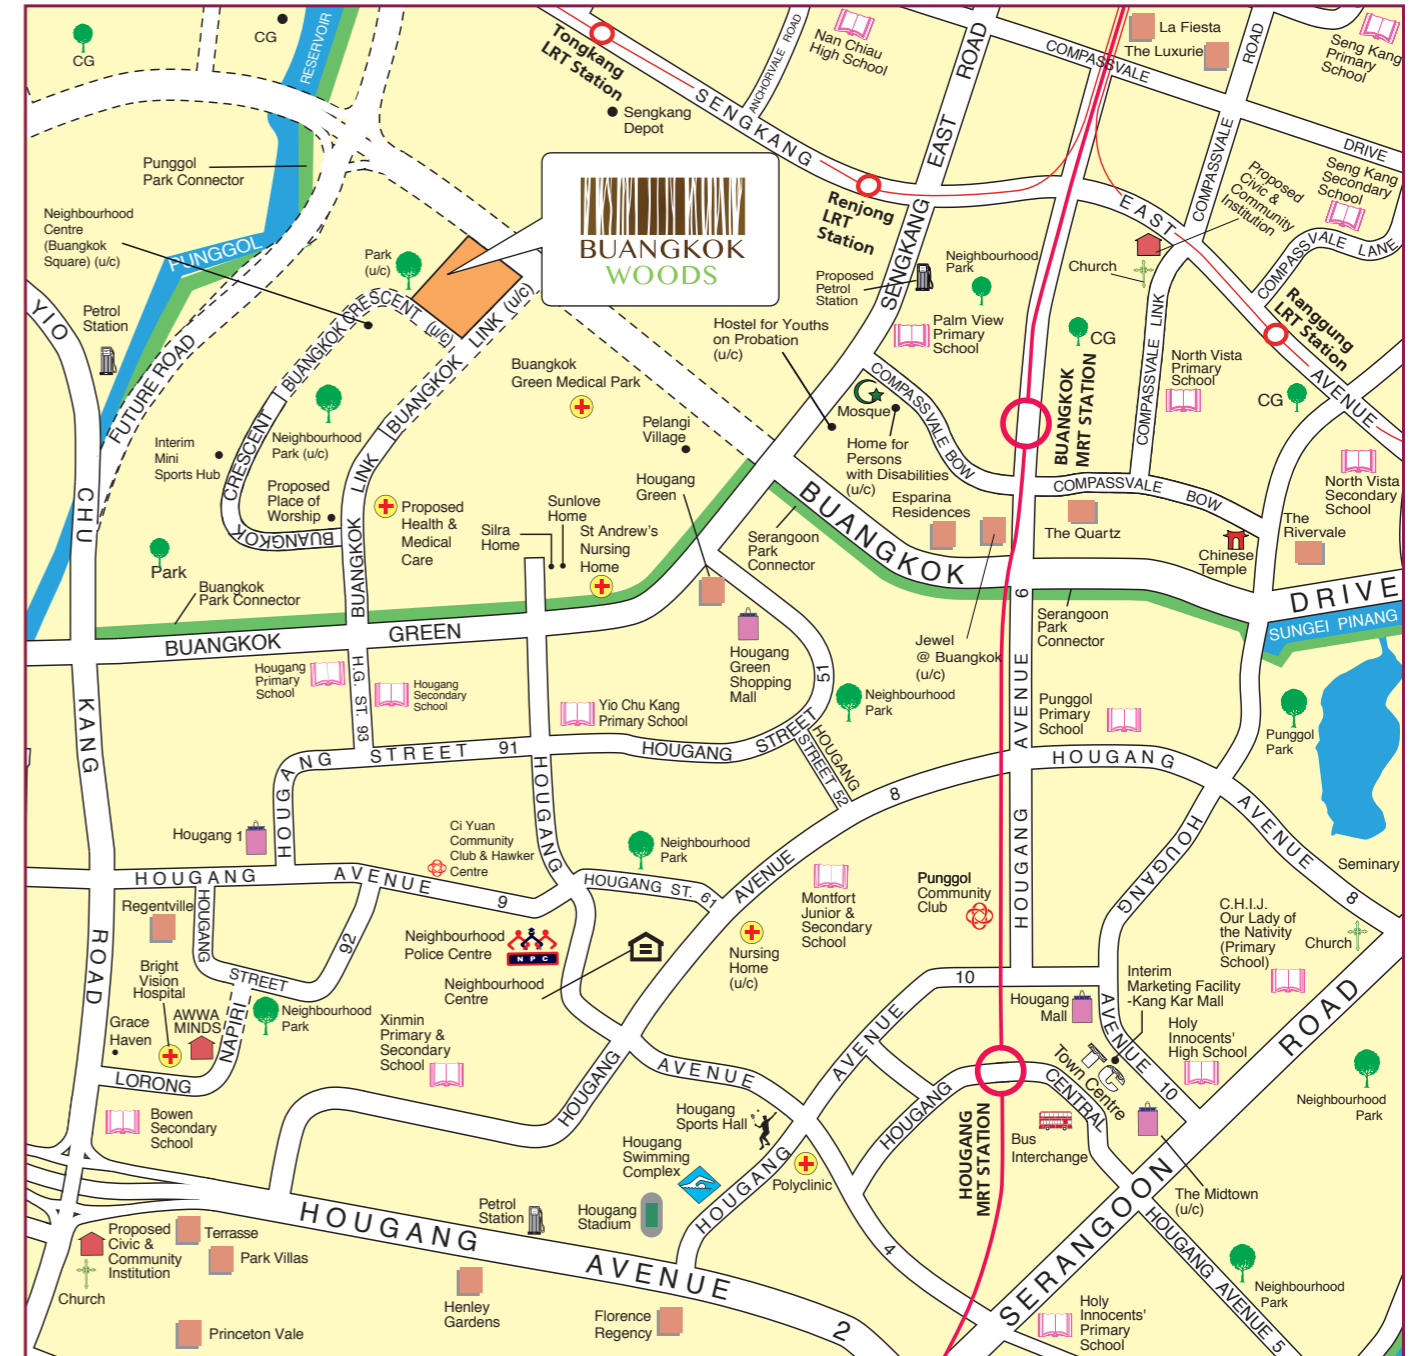 CG
CG
RESERVOIR
Tongkang
LRT Station
Sengkang
Depot
ANCHORVALE ROAD
Nan Chiau
High School
SENGKANG EAST ROAD
COMPASSVALE
DRIVE
La Fiesta
The Luxurie
COMPASSVALE ROAD
Seng Kang
Primary
School
SENGKANG
EAST
AVENUE
Punggol
Park Connector
BUANGKOK
WOODS
Renjong
LRT
Station
Seng Kang
Secondary
School
Proposed
Civic &
Community
Institution
COMPASSVALE LANE
Neighbourhood
Centre
(Buangkok
Square) (u/c)
PUNGGOL
Park
(u/c)
Church
Neighbourhood
Park
Proposed
Petrol
Station
Ranggung
LRT Station
YIO
CHU
KANG
ROAD
Petrol
Station
FUTURE ROAD
BUANGKOK CRESCENT (u/c)
BUANGKOK LINK (u/c)
Hostel for Youths
on Probation
(u/c)
Palm View
Primary
School
CG
COMPASSVALE LINK
North Vista
Primary
School
CG
Buangkok
Green Medical Park
BUANGKOK
MRT STATION
Mosque
COMPASSVALE BOW
Home for
Persons
with Disabilities
(u/c)
Pelangi
Village
Interim
Mini
Sports Hub
BUANGKOK CRESCENT
Neighbourhood
Park (u/c)
Proposed
Place of
Worship
BUANGKOK LINK
Proposed
Health &
Medical
Care
Silra
Home
Sunlove
Home
St Andrew's
Nursing
Home
Hougang
Green
Esparina
Residences
COMPASSVALE BOW
The Quartz
Chinese
Temple
The
Rivervale
North Vista
Secondary
School
Serangoon
Park
Connector
BUANGKOK
DRIVE
Park
Buangkok
Park Connector
BUANGKOK GREEN
Serangoon
Park
Connector
SUNGEI PINANG
Hougang
Primary
School
H.G. ST. 93
Hougang
Secondary
School
Yio Chu Kang
Primary School
Hougang
Green
Shopping
Mall
51
Neighbourhood
Park
Jewel
@ Buangkok
(u/c)
HOUGANG AVENUE 6
Punggol
Primary
School
Punggol
Park
HOUGANG STREET 91
HOUGANG STREET
HOUGANG
STREET 52
HOUGANG
AVENUE
8
Hougang 1
HOUGANG
Ci Yuan
Community
Club & Hawker
Centre
Neighbourhood
Park
HOUGANG AVENUE 9
HOUGANG ST. 61
HOUGANG AVENUE 8
Montfort
Junior &
Secondary
School
Punggol
Community
Club
HOUGANG
Seminary
C.H.I.J.
Our Lady of
the Nativity
(Primary
School)
Church
Regentville
HOUGANG
STREET
92
Bright
Vision
Hospital
AWWA
MINDS
Grace
Haven
LORONG
NAPIRI
Neighbourhood
Park
Neighbourhood
Police Centre
NPC
Neighbourhood
Centre
Nursing
Home
(u/c)
Xinmin
Primary &
Secondary
School
AVENUE 10
Hougang
Mall
AVENUE 10
Interim
Marketing Facility
-Kang Kar Mall
Holy
Innocents'
High School
Town Centre
TC
Neighbourhood
Park
Bowen
Secondary
School
AVENUE
4
HOUGANG CENTRAL
HOUGANG
MRT STATION
Bus
Interchange
The Midtown
(u/c)
Hougang
Sports Hall
Hougang
Swimming
Complex
Polyclinic
HOUGANG
Petrol
Station
Hougang
Stadium
HOUGANG AVENUE 2
SERANGOON ROAD
HOUGANG AVENUE 5
Neighbourhood
Park
Proposed
Civic &
Community
Institution
Church
Terrasse
Park Villas
Princeton Vale
Henley
Gardens
Florence
Regency
Holy
Innocents'
Primary
School